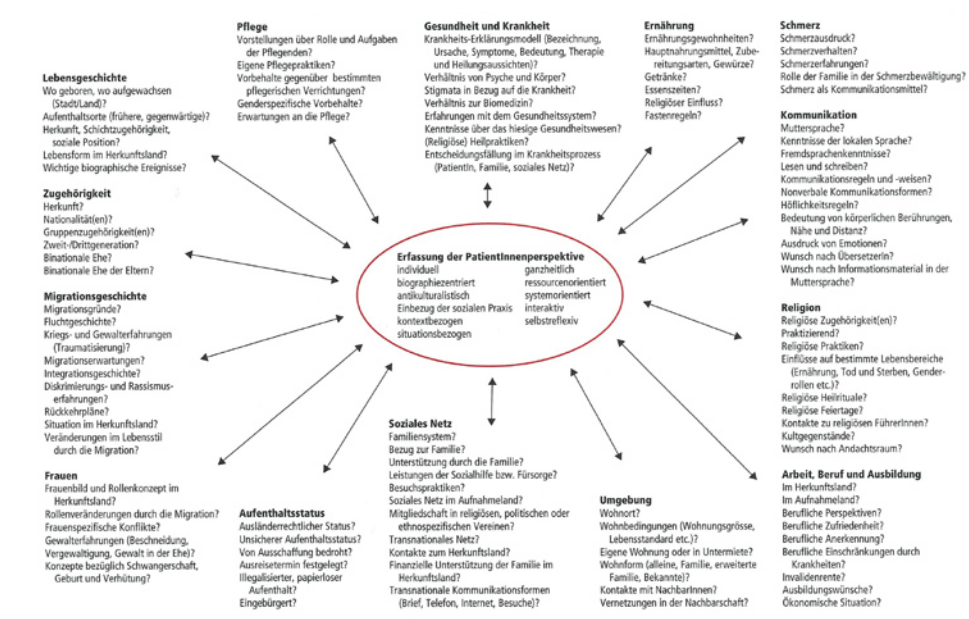 Pflege
Vorstellungen über Rolle und Aufgaben
der Pflegenden?
Eigene Pflegepraktiken?
Vorbehalte gegenüber bestimmten
pflegerischen Verrichtungen?
Genderspezifische Vorbehalte?
Erwartungen an die Pflege?
Gesundheit und Krankheit
Krankheits-Erklärungsmodell (Bezeichnung,
Ursache, Symptome, Bedeutung, Therapie
und Heilungsaussichten)?
Verhältnis von Psyche und Körper?
Stigmata in Bezug auf die Krankheit?
Verhältnis zur Biomedizin?
Erfahrungen mit dem Gesundheitssystem?
Kenntnisse über das hiesige Gesundheitswesen?
(Religiöse) Heilpraktiken?
Entscheidungsfällung im Krankheitsprozess
(PatientIn, Familie, soziales Netz)?
Ernährung
Ernährungsgewohnheiten?
Hauptnahrungsmittel, Zube-
reitungsarten, Gewürze?
Getränke?
Essenszeiten?
Religiöser Einfluss?
Fastenregeln?
Schmerz
Schmerzausdruck?
Schmerzverhalten?
Schmerzerfahrungen?
Rolle der Familie in der Schmerzbewältigung?
Schmerz als Kommunikationsmittel?
Lebensgeschichte
Wo geboren, wo aufgewachsen
(Stadt/Land)?
Aufenthaltsorte (frühere, gegenwärtige)?
Herkunft, Schichtzugehörigkeit,
soziale Position?
Lebensform im Herkunftsland?
Wichtige biographische Ereignisse?
Kommunikation
Muttersprache?
Kenntnisse der lokalen Sprache?
Fremdsprachenkenntnisse?
Lesen und schreiben?
Kommunikationsregeln und -weisen?
Nonverbale Kommunikationsformen?
Höflichkeitsregeln?
Bedeutung von körperlichen Berührungen,
Nähe und Distanz?
Ausdruck von Emotionen?
Wunsch nach ÜbersetzerIn?
Wunsch nach Informationsmaterial in der
Muttersprache?
Zugehörigkeit
Herkunft?
Nationalität(en)?
Gruppenzugehörigkeit(en)?
Zweit-/Drittgeneration?
Binationale Ehe?
Binationale Ehe der Eltern?
Erfassung der PatientInnenperspektive
individuell
biographiezentriert
antikulturalistisch
Einbezug der sozialen Praxis
kontextbezogen
situationsbezogen
ganzheitlich
ressourcenorientiert
systemorientiert
interaktiv
selbstreflexiv
Migrationsgeschichte
Migrationsgründe?
Fluchtgeschichte?
Kriegs- und Gewalterfahrungen
(Traumatisierung)?
Migrationserwartungen?
Integrationsgeschichte?
Diskrimierungs- und Rassismus-
erfahrungen?
Rückkehrpläne?
Situation im Herkunftsland?
Veränderungen im Lebensstil
durch die Migration?
Religion
Religiöse Zugehörigkeit(en)?
Praktizierend?
Religiöse Praktiken?
Einflüsse auf bestimmte Lebensbereiche
(Ernährung, Tod und Sterben, Gender-
rollen etc.)?
Religiöse Heilrituale?
Religiöse Feiertage?
Kontakte zu religiösen FührerInnen?
Kultgegenstände?
Wunsch nach Andachtsraum?
Frauen
Frauenbild und Rollenkonzept im
Herkunftsland?
Rollenveränderungen durch die Migration?
Frauenspezifische Konflikte?
Gewalterfahrungen (Beschneidung,
Vergewaltigung, Gewalt in der Ehe)?
Konzepte bezüglich Schwangerschaft,
Geburt und Verhütung?
Aufenthaltsstatus
Ausländerrechtlicher Status?
Unsicherer Aufenthaltsstatus?
Von Ausschaffung bedroht?
Ausreisetermin festgelegt?
Illegalisierter, papierloser
Aufenthalt?
Eingebürgert?
Soziales Netz
Familiensystem?
Bezug zur Familie?
Unterstützung durch die Familie?
Leistungen der Sozialhilfe bzw. Fürsorge?
Besuchspraktiken?
Soziales Netz im Aufnahmeland?
Mitgliedschaft in religiösen, politischen oder
ethnospezifischen Vereinen?
Transnationales Netz?
Kontakte zum Herkunftsland?
Finanzielle Unterstützung der Familie im
Herkunftsland?
Transnationale Kommunikationsformen
(Brief, Telefon, Internet, Besuche)?
Umgebung
Wohnort?
Wohnbedingungen (Wohnungsgrösse,
Lebensstandard etc.)?
Eigene Wohnung oder in Untermiete?
Wohnform (alleine, Familie, erweiterte
Familie, Bekannte)?
Kontakte mit NachbarInnen?
Vernetzungen in der Nachbarschaft?
Arbeit, Beruf und Ausbildung
Im Herkunftsland?
Im Aufnahmeland?
Berufliche Perspektiven?
Berufliche Zufriedenheit?
Berufliche Anerkennung?
Berufliche Einschränkungen durch
Krankheiten?
Invalidenrente?
Ausbildungswünsche?
Ökonomische Situation?